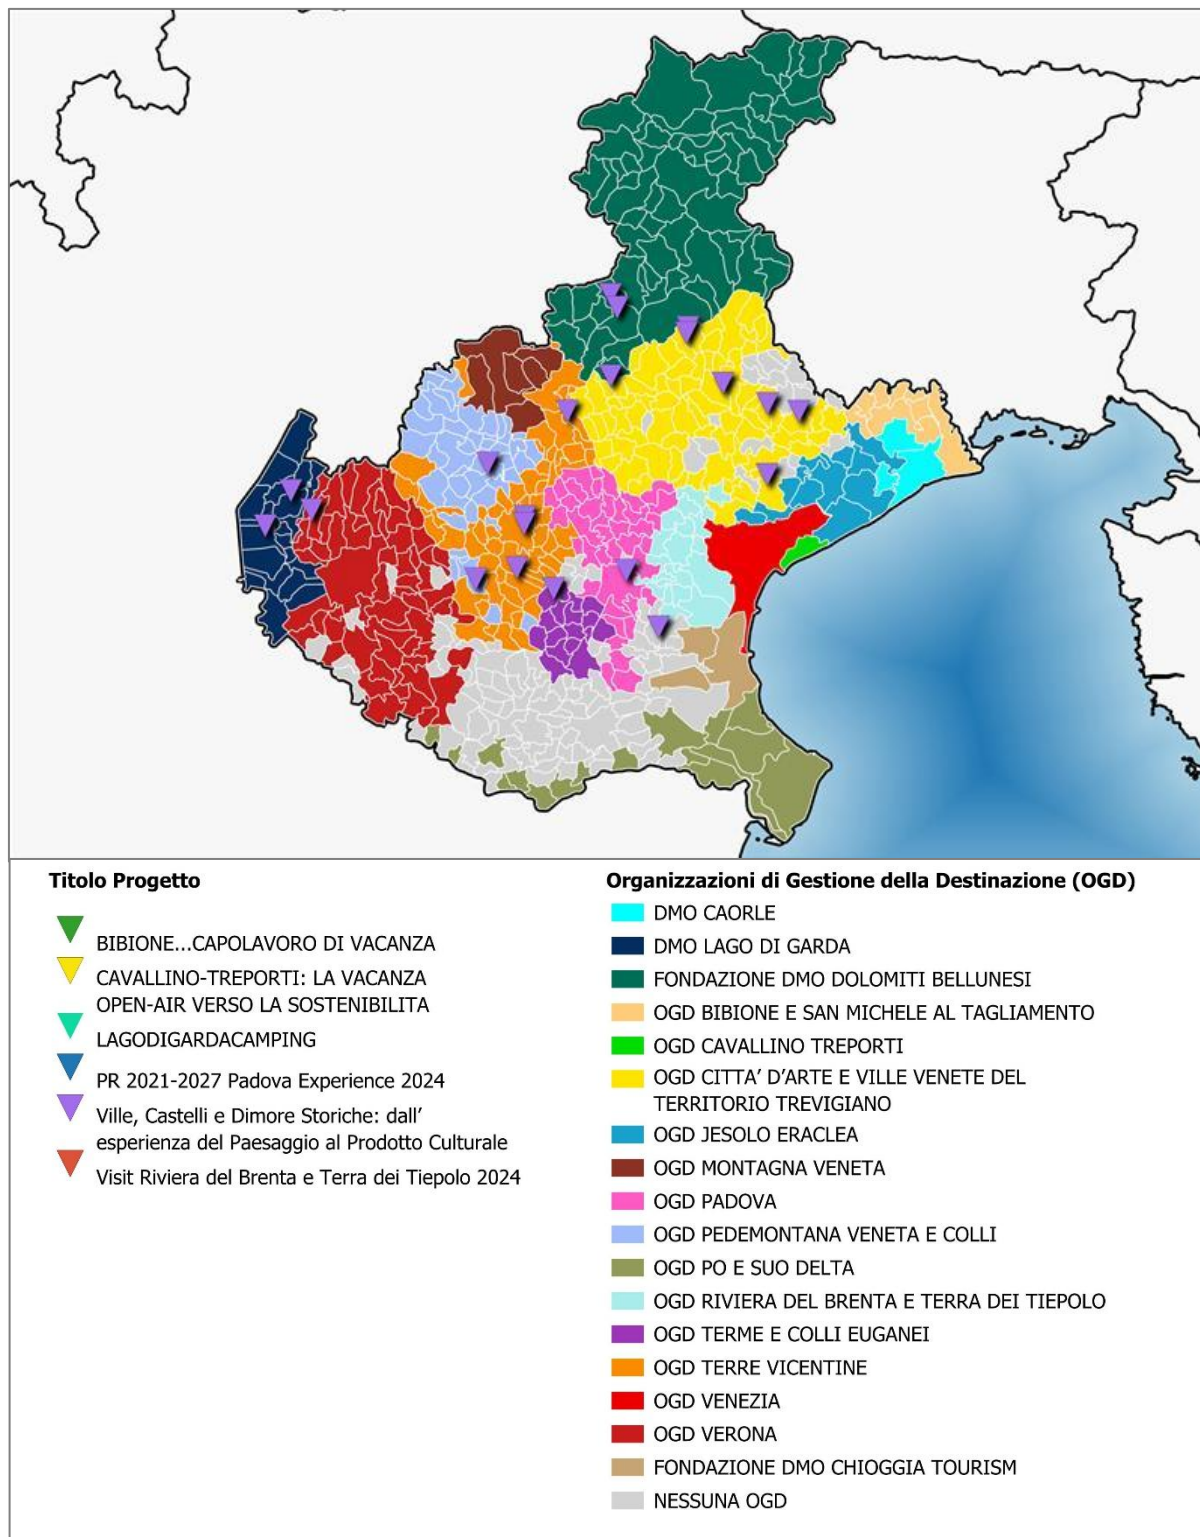 Titolo Progetto
BIBIONE...CAPOLAVORO DI VACANZA
CAVALLINO-TREPORTI: LA VACANZA
OPEN-AIR VERSO LA SOSTENIBILITA
LAGODIGARDACAMPING
PR 2021-2027 Padova Experience 2024
Ville, Castelli e Dimore Storiche: dall’
esperienza del Paesaggio al Prodotto Culturale
Visit Riviera del Brenta e Terra dei Tiepolo 2024
Organizzazioni di Gestione della Destinazione (OGD)
DMO CAORLE
DMO LAGO DI GARDA
FONDAZIONE DMO DOLOMITI BELLUNESI
OGD BIBIONE E SAN MICHELE AL TAGLIAMENTO
OGD CAVALLINO TREPORTI
OGD CITTA’ D’ARTE E VILLE VENETE DEL
TERRITORIO TREVIGIANO
OGD JESOLO ERACLEA
OGD MONTAGNA VENETA
OGD PADOVA
OGD PEDEMONTANA VENETA E COLLI
OGD PO E SUO DELTA
OGD RIVIERA DEL BRENTA E TERRA DEI TIEPOLO
OGD TERME E COLLI EUGANEI
OGD TERRE VICENTINE
OGD VENEZIA
OGD VERONA
FONDAZIONE DMO CHIOGGIA TOURISM
NESSUNA OGD